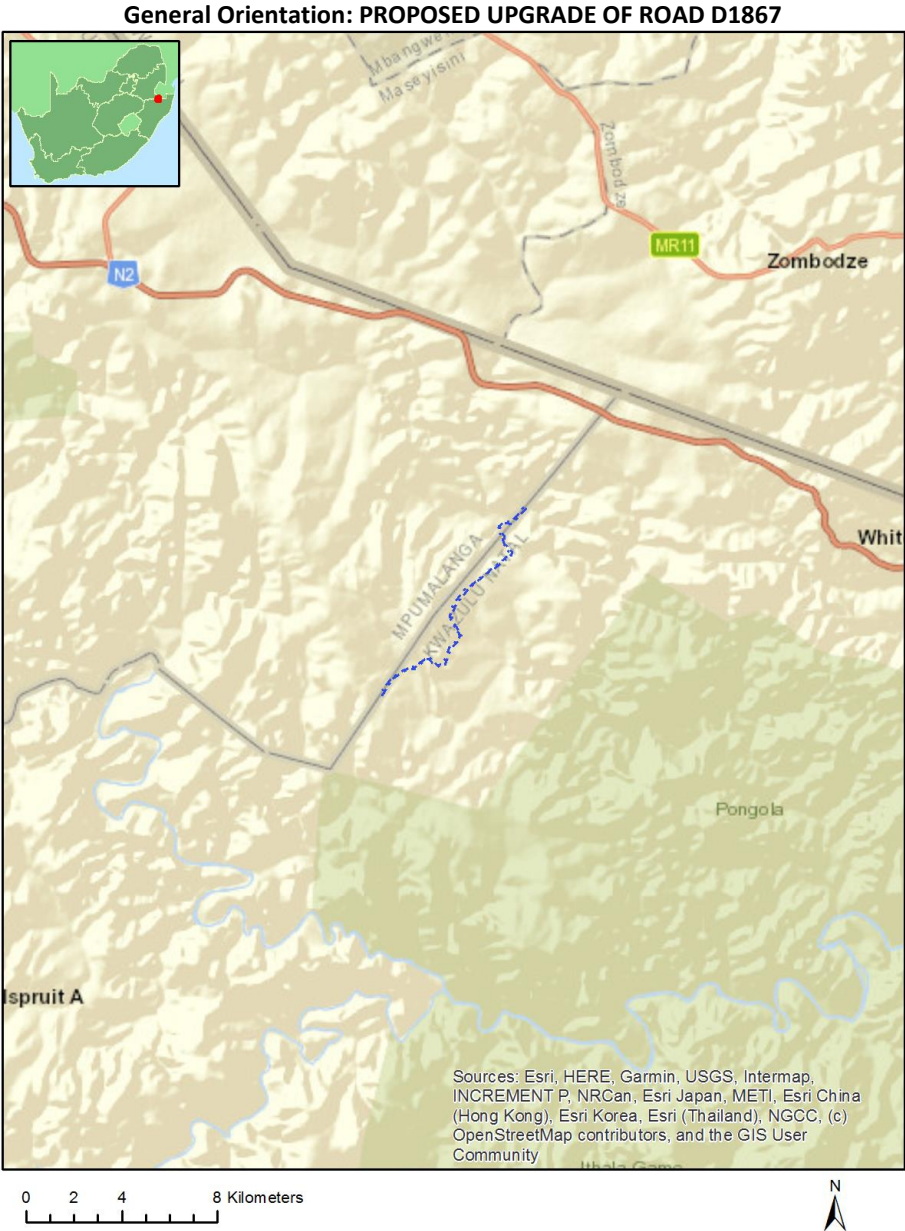 General Orientation: PROPOSED UPGRADE OF ROAD D1867
Mbangwe
Maseyisini
Zombodze
MR11
Zombodze
N2
Whit
MPUMALANGA
KWAZULU NATAL
Pongola
lspruit A
Sources: Esri, HERE, Garmin, USGS, Intermap,
INCREMENT P, NRCan, Esri Japan, METI, Esri China
(Hong Kong), Esri Korea, Esri (Thailand), NGCC, (c)
OpenStreetMap contributors, and the GIS User
Community
Ithala Game
0 2 4 8 Kilometers
N